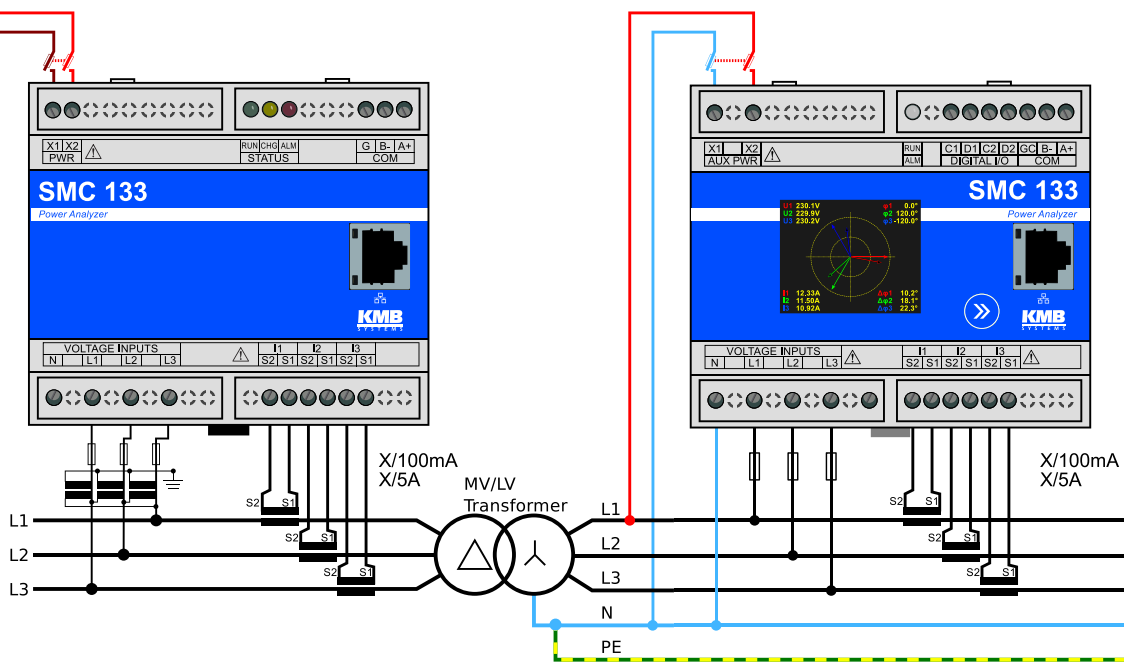 X1 X2
PWR
RUN CHG ALM
STATUS
G B- A+
COM
SMC 133
Power Analyzer
KMB
SYSTEMS
VOLTAGE INPUTS
N L1 L2 L3
I1 I2 I3
S2 S1 S2 S1 S2 S1
X/100mA
X/5A
S2 S1
S2 S1
S2 S1
L1
L2
L3
MV/LV
Transformer
X1 X2
AUX PWR
RUN
ALM
C1 D1 C2 D2 GC B- A+
DIGITAL I/O COM
SMC 133
Power Analyzer
U1 230.1V φ1 0.0°
U2 229.9V φ2 120.0°
U3 230.2V φ3 -120.0°
I1 12,33A Δφ1 10,2°
I2 11.50A Δφ2 18.1°
I3 10,92A Δφ3 22.3°
KMB
SYSTEMS
VOLTAGE INPUTS
N L1 L2 L3
I1 I2 I3
S2 S1 S2 S1 S2 S1
X/100mA
X/5A
S2 S1
S2 S1
S2 S1
L1
L2
L3
N
PE